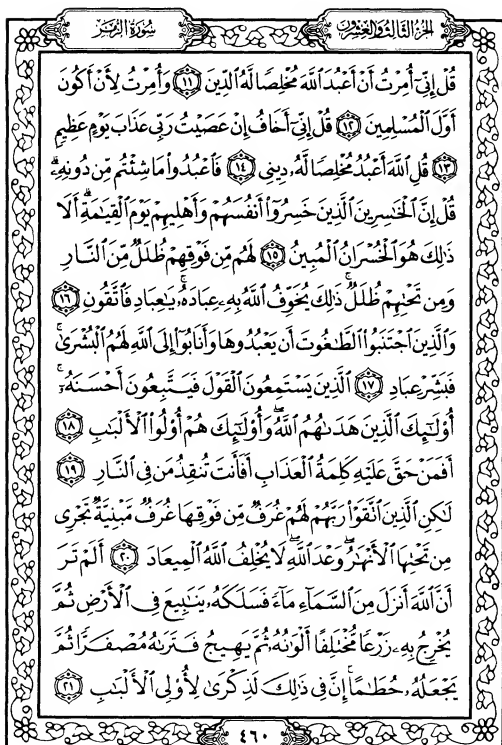 الجزء الثالث والعشرون
سورة الزمر
قُلْ إِنِّيٓ أُمِرْتُ أَنْ أَعْبُدَ ٱللَّهَ مُخْلِصًا لَّهُ ٱلدِّينَ ١١ وَأُمِرْتُ لِأَنْ أَكُونَ
أَوَّلَ ٱلْمُسْلِمِينَ ١٢ قُلْ إِنِّيٓ أَخَافُ إِنْ عَصَيْتُ رَبِّي عَذَابَ يَوْمٍ عَظِيمٍ
١٣ قُلِ ٱللَّهَ أَعْبُدُ مُخْلِصًا لَّهُۥ دِينِي ١٤ فَٱعْبُدُوا۟ مَا شِئْتُم مِّن دُونِهِۦۗ
قُلْ إِنَّ ٱلْخَٰسِرِينَ ٱلَّذِينَ خَسِرُوٓا۟ أَنفُسَهُمْ وَأَهْلِيهِمْ يَوْمَ ٱلْقِيَٰمَةِۗ أَلَا
ذَٰلِكَ هُوَ ٱلْخُسْرَانُ ٱلْمُبِينُ ١٥ لَهُم مِّن فَوْقِهِمْ ظُلَلٌ مِّنَ ٱلنَّارِ
وَمِن تَحْتِهِمْ ظُلَلٌۚ ذَٰلِكَ يُخَوِّفُ ٱللَّهُ بِهِۦ عِبَادَهُۥۚ يَٰعِبَادِ فَٱتَّقُونِ ١٦
وَٱلَّذِينَ ٱجْتَنَبُوا۟ ٱلطَّٰغُوتَ أَن يَعْبُدُوهَا وَأَنَابُوٓا۟ إِلَى ٱللَّهِ لَهُمُ ٱلْبُشْرَىٰۚ
فَبَشِّرْ عِبَادِ ١٧ ٱلَّذِينَ يَسْتَمِعُونَ ٱلْقَوْلَ فَيَتَّبِعُونَ أَحْسَنَهُۥٓۚ
أُو۟لَٰٓئِكَ ٱلَّذِينَ هَدَىٰهُمُ ٱللَّهُۖ وَأُو۟لَٰٓئِكَ هُمْ أُو۟لُوا۟ ٱلْأَلْبَٰبِ ١٨
أَفَمَنْ حَقَّ عَلَيْهِ كَلِمَةُ ٱلْعَذَابِ أَفَأَنتَ تُنقِذُ مَن فِي ٱلنَّارِ ١٩
لَٰكِنِ ٱلَّذِينَ ٱتَّقَوْا۟ رَبَّهُمْ لَهُمْ غُرَفٌ مِّن فَوْقِهَا غُرَفٌ مَّبْنِيَّةٌ تَجْرِي
مِن تَحْتِهَا ٱلْأَنْهَٰرُۖ وَعْدَ ٱللَّهِۖ لَا يُخْلِفُ ٱللَّهُ ٱلْمِيعَادَ ٢٠ أَلَمْ تَرَ
أَنَّ ٱللَّهَ أَنزَلَ مِنَ ٱلسَّمَآءِ مَآءً فَسَلَكَهُۥ يَنَٰبِيعَ فِي ٱلْأَرْضِ ثُمَّ
يُخْرِجُ بِهِۦ زَرْعًا مُّخْتَلِفًا أَلْوَٰنُهُۥ ثُمَّ يَهِيجُ فَتَرَىٰهُ مُصْفَرًّا ثُمَّ
يَجْعَلُهُۥ حُطَٰمًاۚ إِنَّ فِي ذَٰلِكَ لَذِكْرَىٰ لِأُو۟لِي ٱلْأَلْبَٰبِ ٢١
٤٦٠